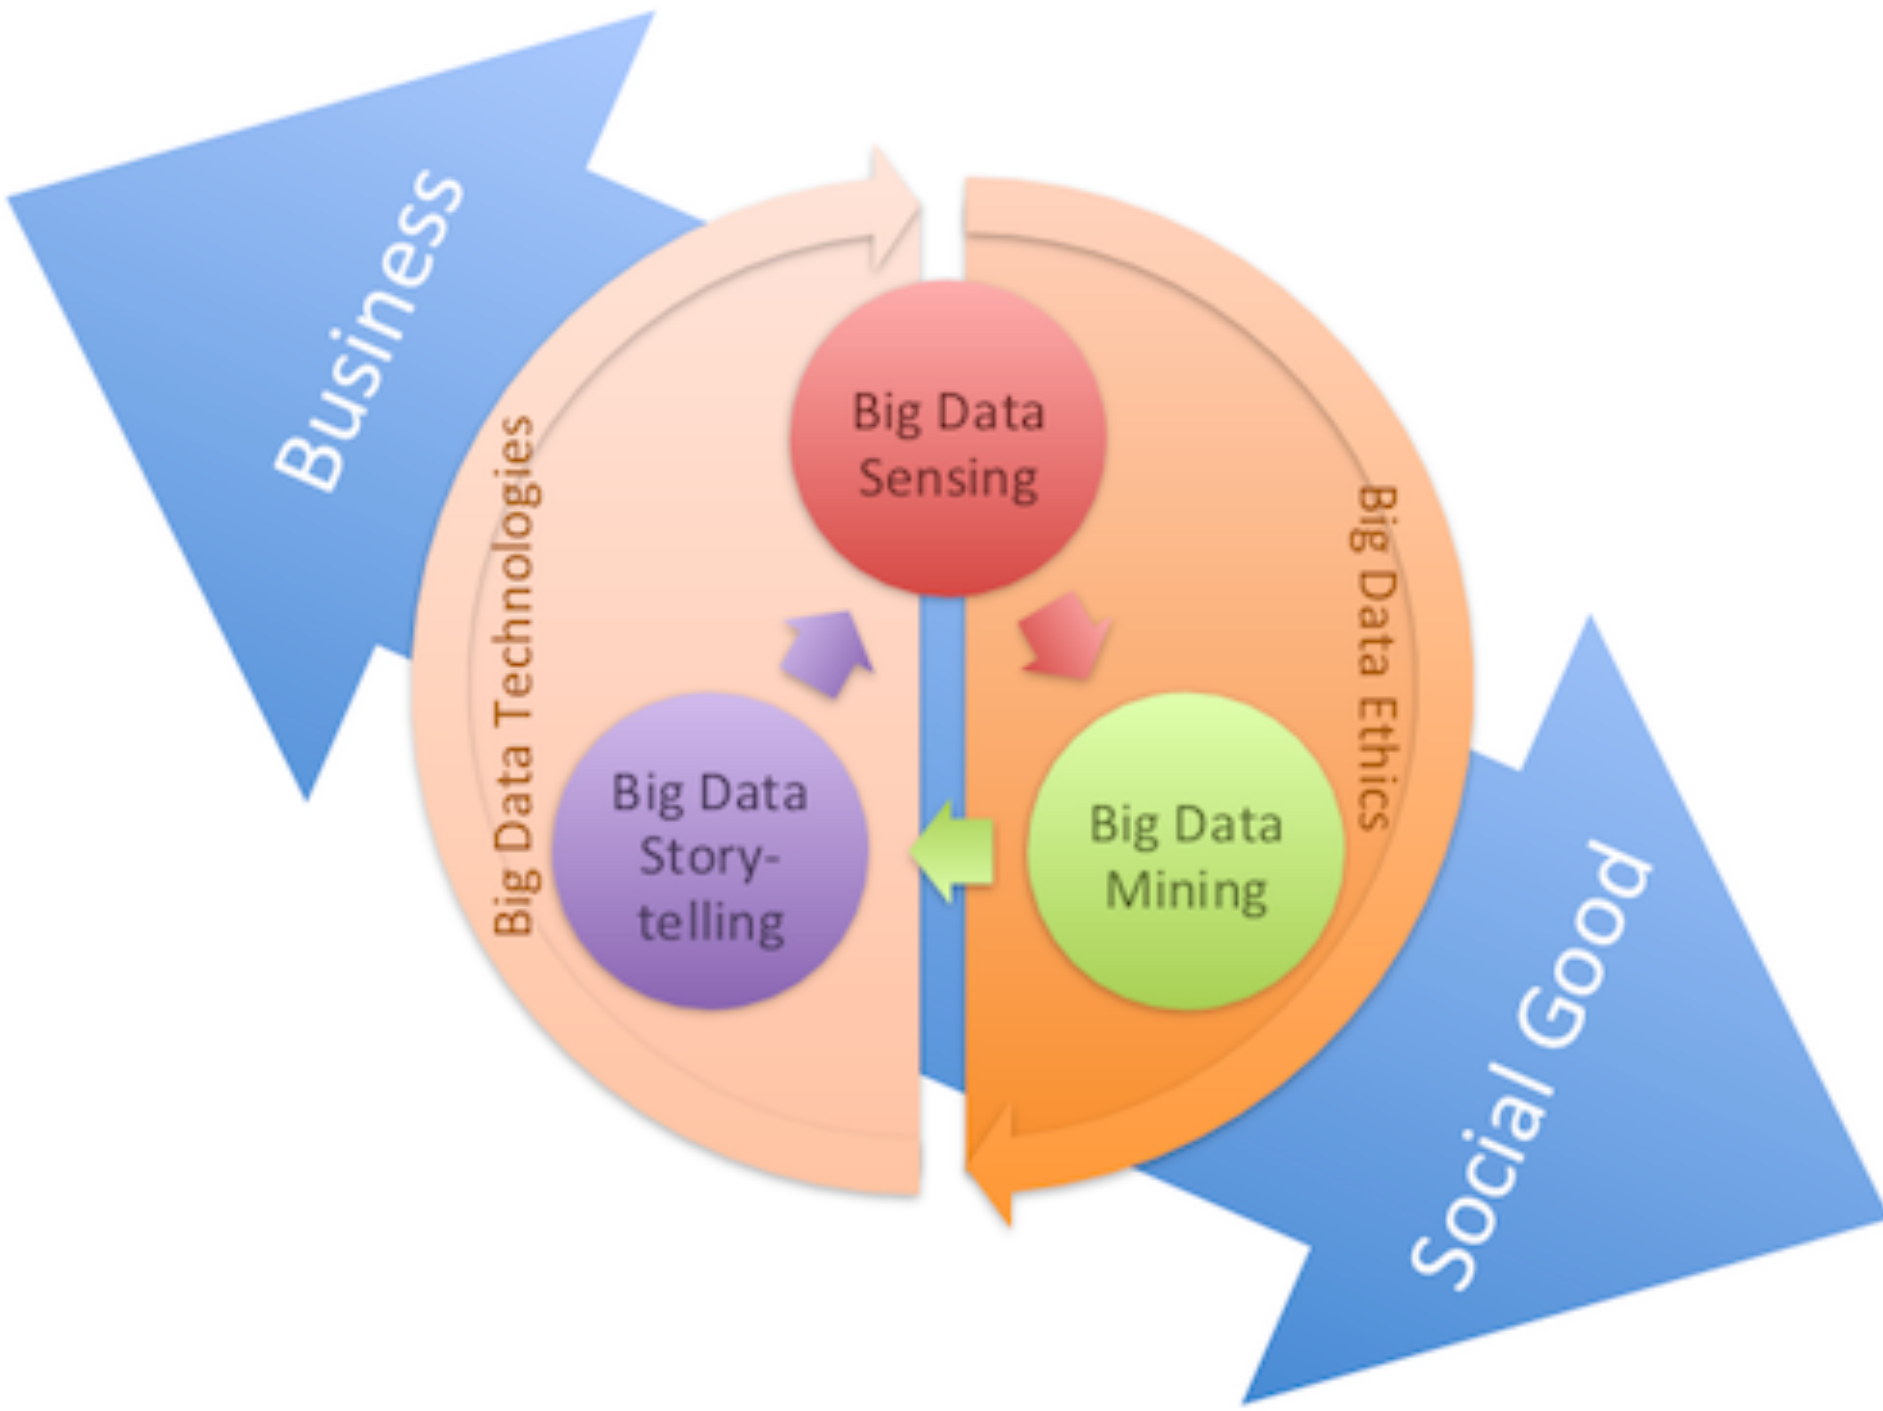 Business
Big Data Technologies
Big Data
Sensing
Big Data Ethics
Big Data
Story-
telling
Big Data
Mining
Social Good